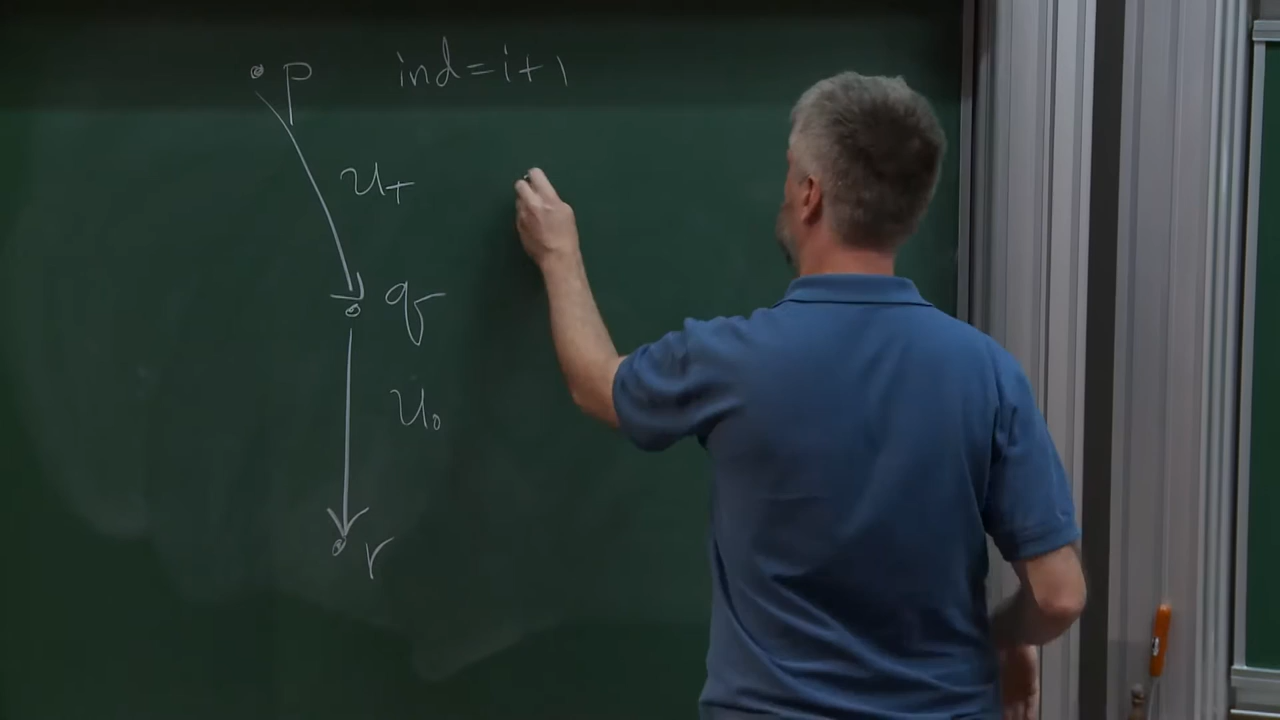 p ind = i+1
u₊
q
u₀
r